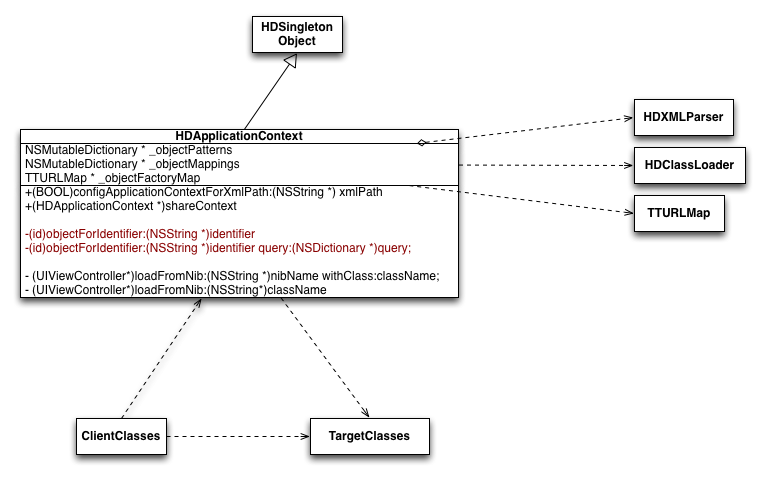 HDSingleton
Object
HDApplicationContext
NSMutableDictionary * _objectPatterns
NSMutableDictionary * _objectMappings
TTURLMap * _objectFactoryMap
+(BOOL)configApplicationContextForXmlPath:(NSString *) xmlPath
+(HDApplicationContext *)shareContext
-(id)objectForIdentifier:(NSString *)identifier
-(id)objectForIdentifier:(NSString *)identifier query:(NSDictionary *)query;
- (UIViewController*)loadFromNib:(NSString *)nibName withClass:className;
- (UIViewController*)loadFromNib:(NSString*)className
HDXMLParser
HDClassLoader
TTURLMap
ClientClasses
TargetClasses